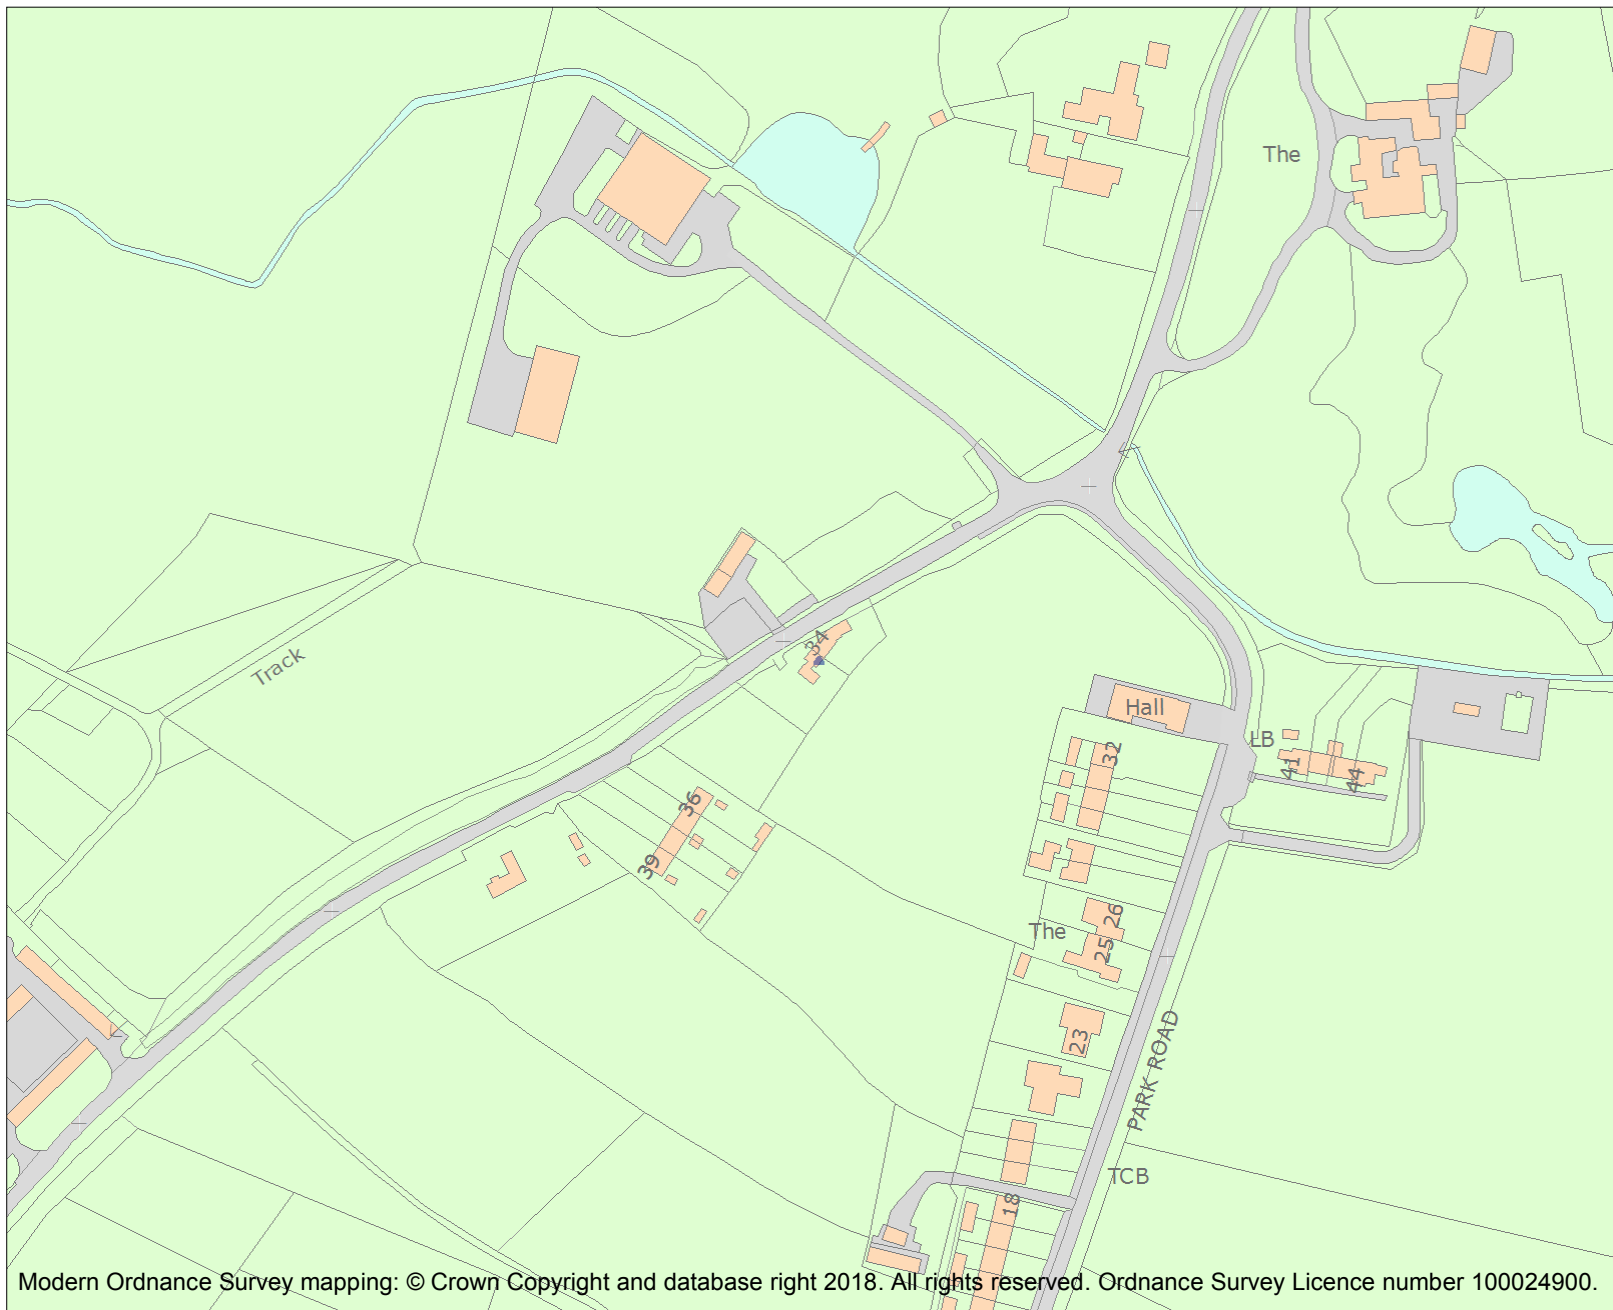 The
Track
34
Hall
LB
32
41
44
36
39
The
26
25
23
PARK ROAD
TCB
18
Modern Ordnance Survey mapping: © Crown Copyright and database right 2018. All rights reserved. Ordnance Survey Licence number 100024900.